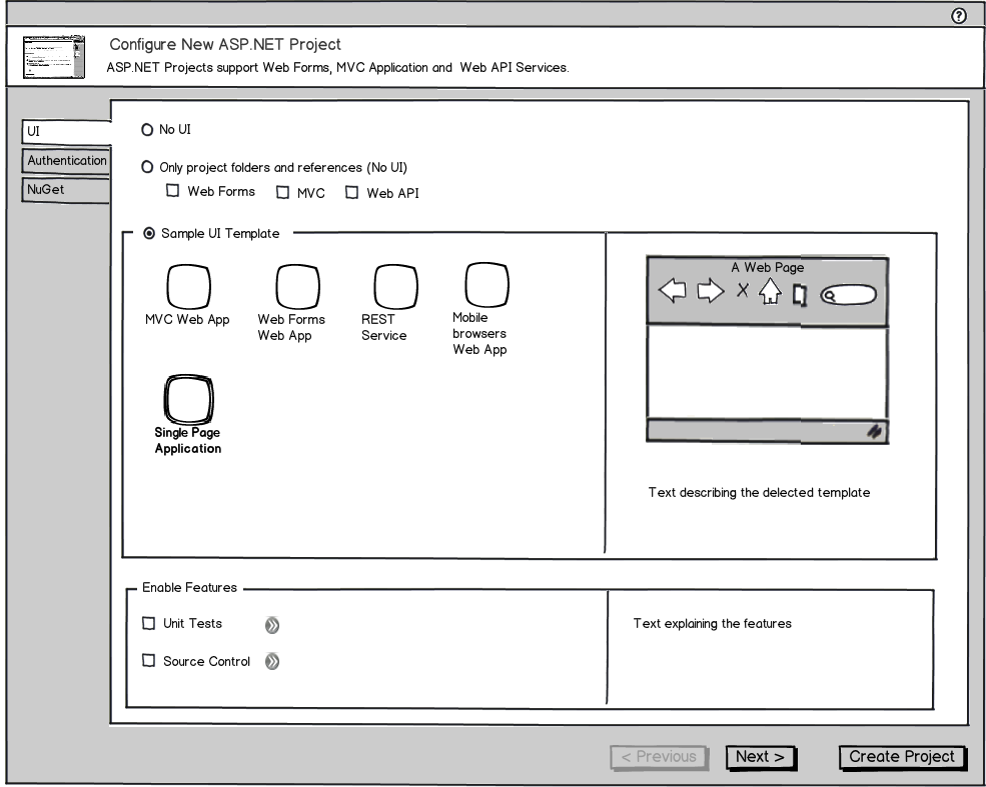 Configure New ASP.NET Project
ASP.NET Projects support Web Forms, MVC Application and Web API Services.
UI
Authentication
NuGet
No UI
Only project folders and references (No UI)
Web Forms MVC Web API
Sample UI Template
MVC Web App
Web Forms
Web App
REST
Service
Mobile
browsers
Web App
Single Page
Application
A Web Page
Text describing the delected template
Enable Features
Unit Tests
Source Control
Text explaining the features
< Previous Next > Create Project